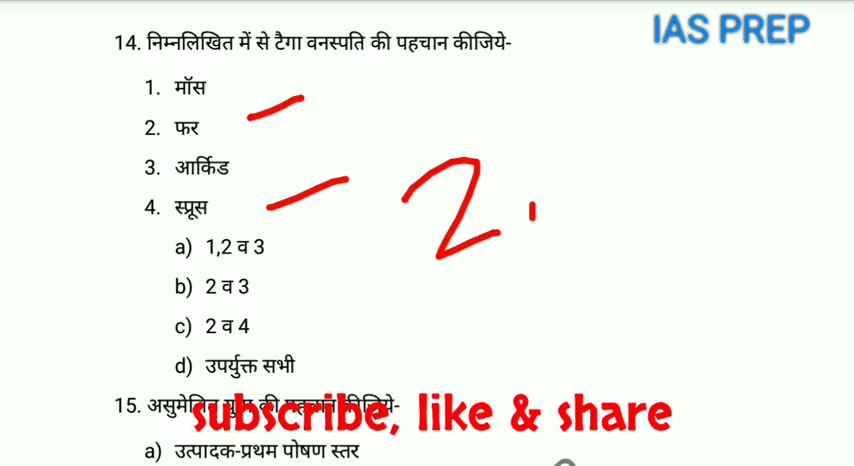 IAS PREP
14. निम्नलिखित में से टैगा वनस्पति की पहचान कीजिये-
1. मॉस
2. फर
3. आर्किड
4. स्प्रूस
2
a) 1,2 व 3
b) 2 व 3
c) 2 व 4
d) उपर्युक्त सभी
15. असुमेलित युग्म की पहचान कीजिये-
subscribe, like & share
a) उत्पादक-प्रथम पोषण स्तर